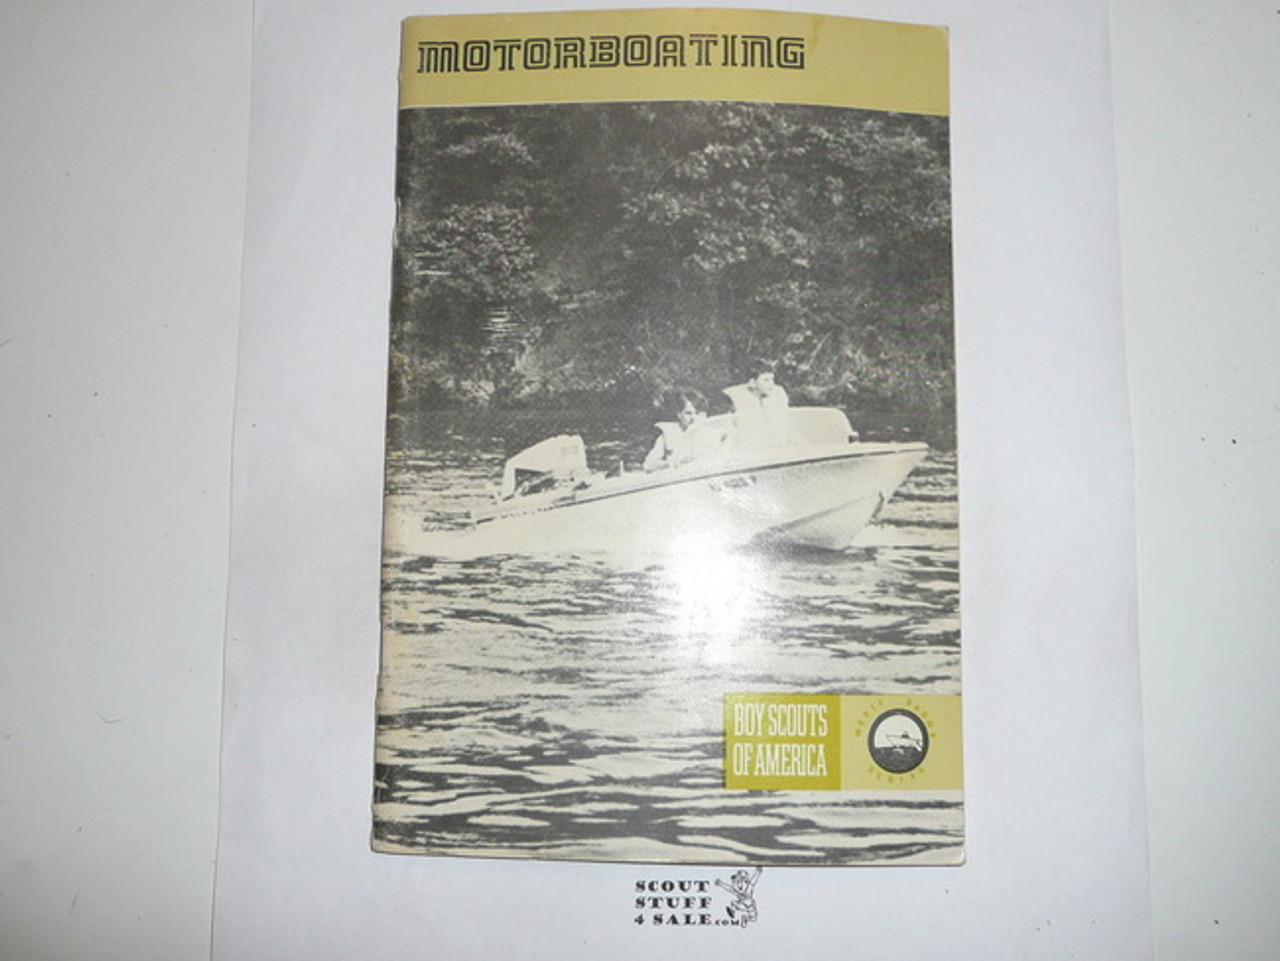 MOTORBOATING
BOY SCOUTS
OF AMERICA
MERIT BADGE
SERIES
SCOUT
STUFF
4 SALE.COM